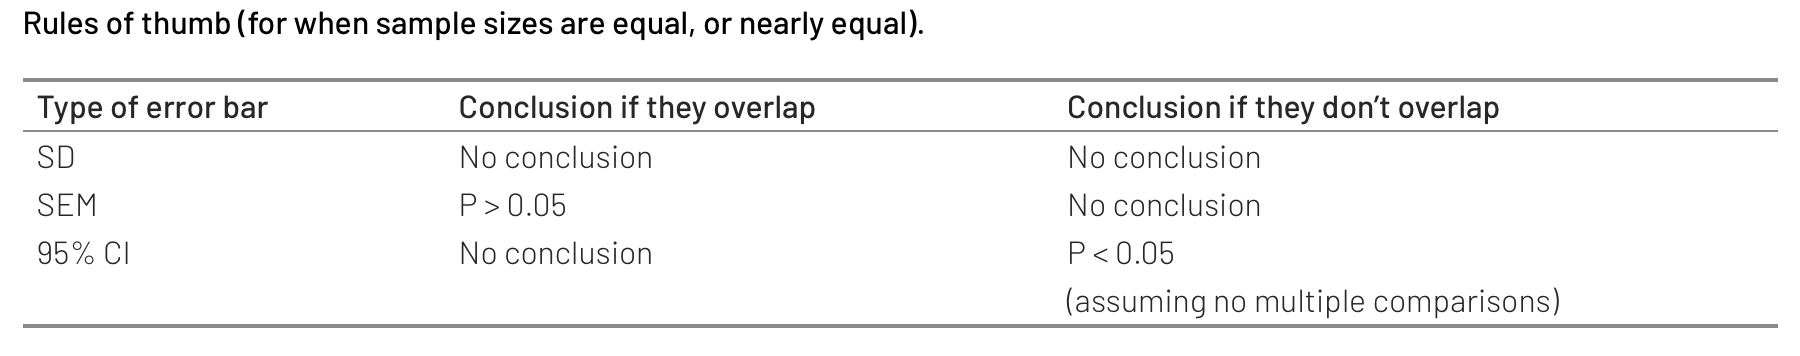 Rules of thumb (for when sample sizes are equal, or nearly equal).
Type of error bar Conclusion if they overlap Conclusion if they don’t overlap
SD No conclusion No conclusion
SEM P > 0.05 No conclusion
95% CI No conclusion P < 0.05
(assuming no multiple comparisons)